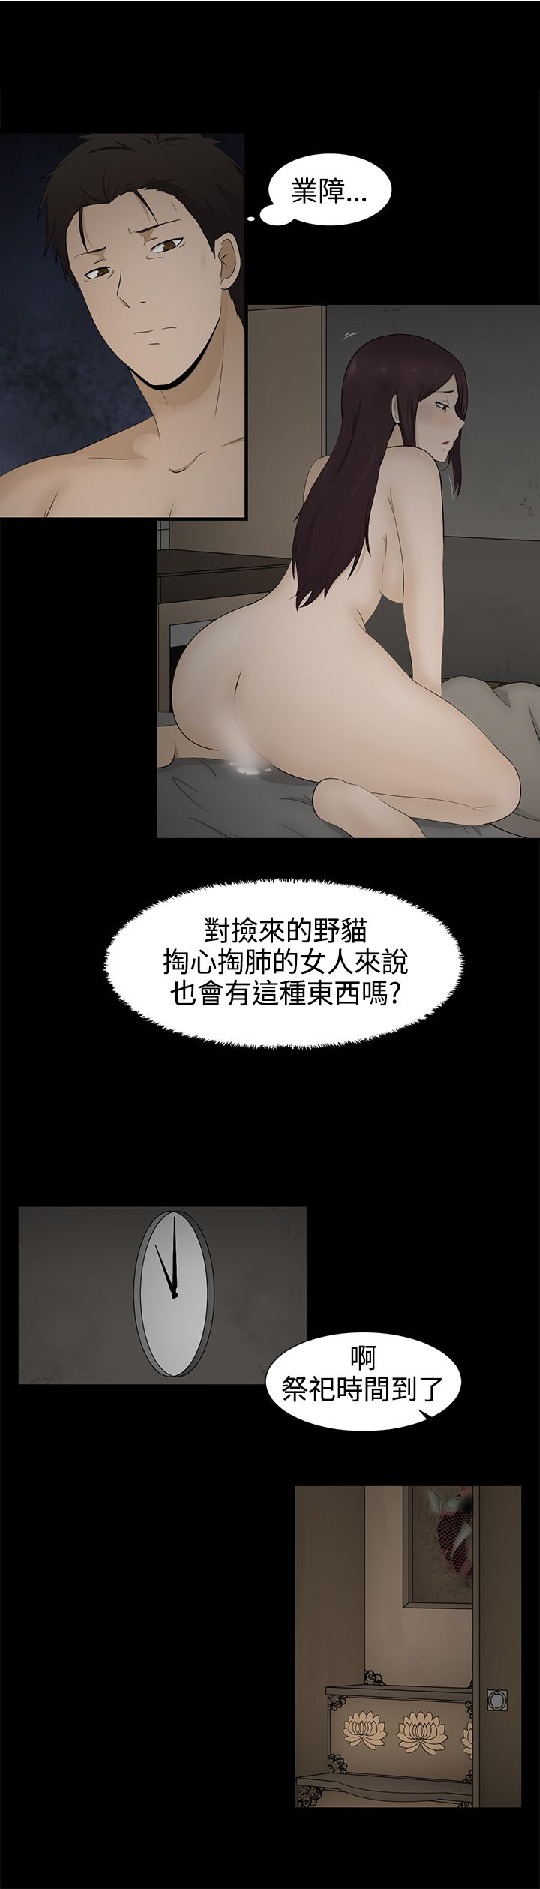 業障...
對撿來的野貓
掏心掏肺的女人來說
也會有這種東西嗎?
啊
祭祀時間到了